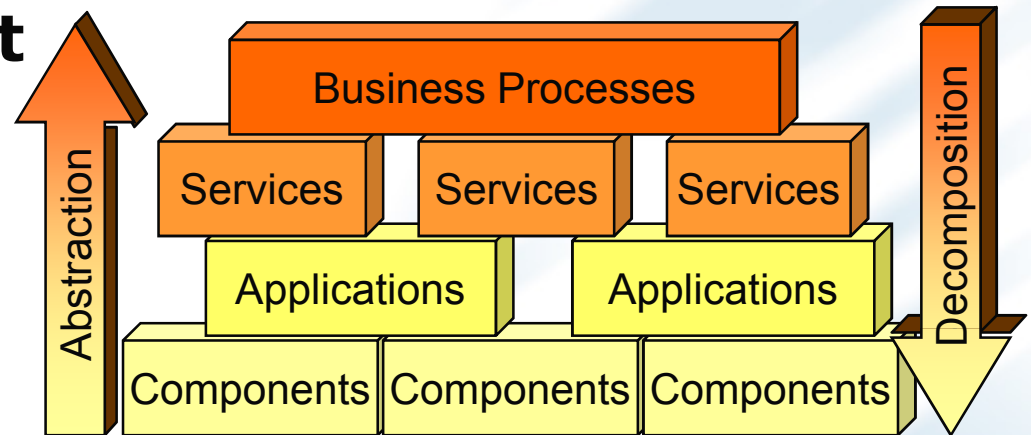 t
Business Processes
Services Services Services
Applications Applications
Components Components Components
Abstraction
Decomposition